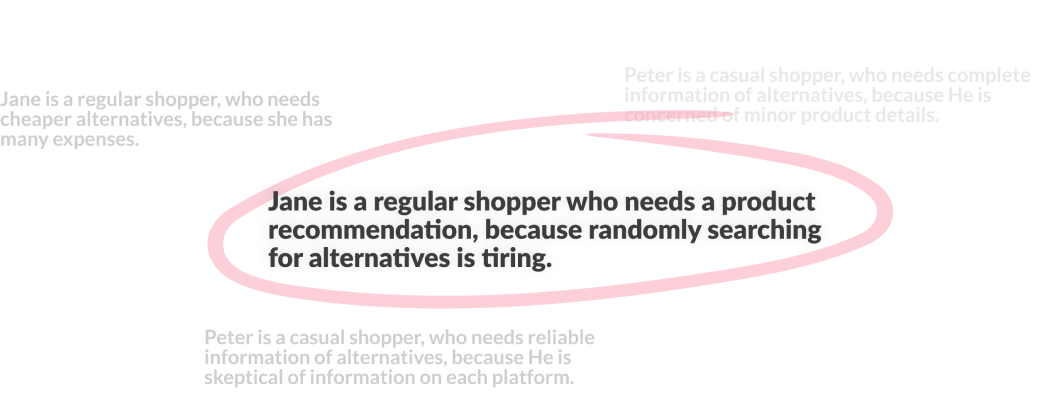 Peter is a casual shopper, who needs complete
information of alternatives, because He is
concerned of minor product details.
Jane is a regular shopper, who needs
cheaper alternatives, because she has
many expenses.
Jane is a regular shopper who needs a product
recommendation, because randomly searching
for alternatives is tiring.
Peter is a casual shopper, who needs reliable
information of alternatives, because He is
skeptical of information on each platform.